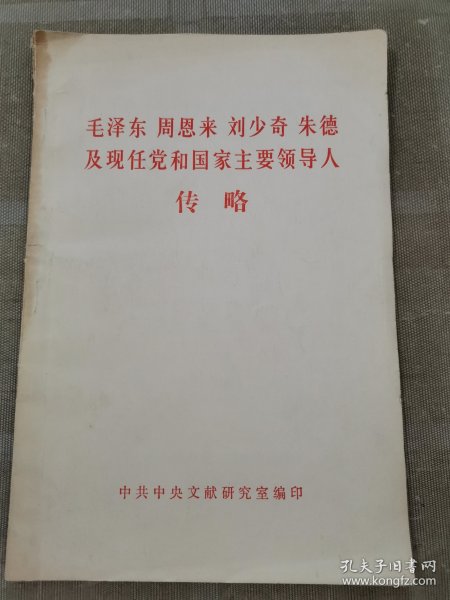 毛泽东 周恩来 刘少奇 朱德
及现任党和国家主要领导人
传略
中共中央文献研究室编印
孔夫子旧书网
www.kongfz.com